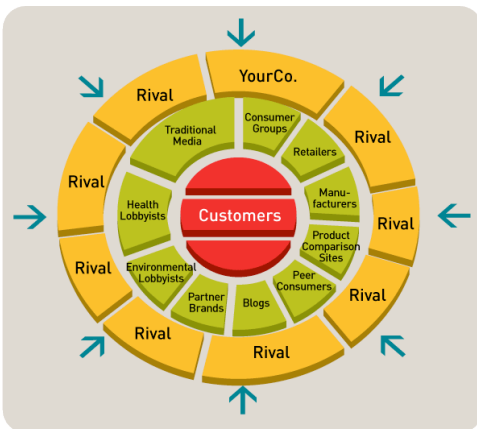 YourCo.
Rival
Rival
Traditional
Media
Consumer
Groups
Retailers
Rival
Health
Lobbyists
Customers
Manu-
facturers
Rival
Product
Comparison
Sites
Rival
Environmental
Lobbyists
Partner
Brands
Blogs
Peer
Consumers
Rival
Rival
Rival